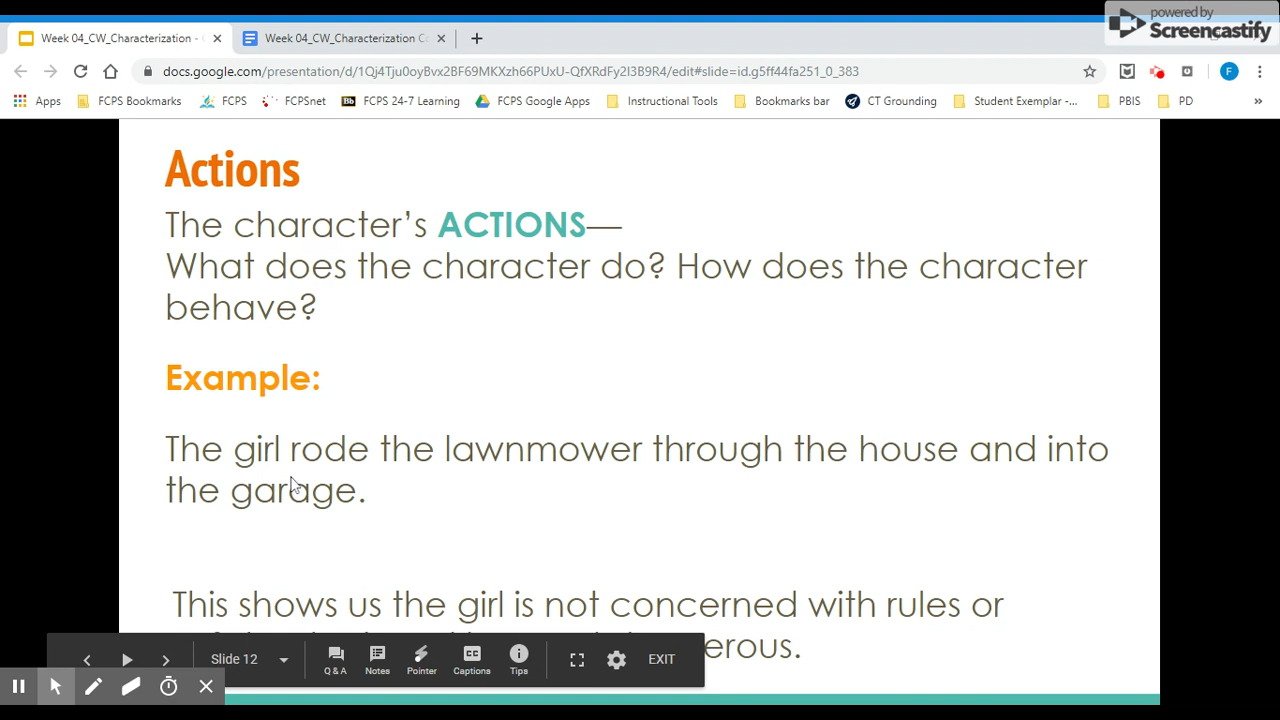 powered by
Screencastify
Week 04_CW_Characterization -
Week 04_CW_Characterization C
docs.google.com/presentation/d/1Qj4Tju0oyBvx2BF69MKXzh66PUxU-QfXRdFy2I3B9R4/edit#slide=id.g5ff44fa251_0_383
F
Apps FCPS Bookmarks FCPS FCPSnet Bb FCPS 24-7 Learning FCPS Google Apps Instructional Tools Bookmarks bar CT Grounding Student Exemplar -... PBIS PD »
Actions
The character’s ACTIONS—
What does the character do? How does the character
behave?
Example:
The girl rode the lawnmower through the house and into
the garage.
This shows us the girl is not concerned with rules or
erous.
Slide 12
Q & A Notes Pointer Captions Tips EXIT